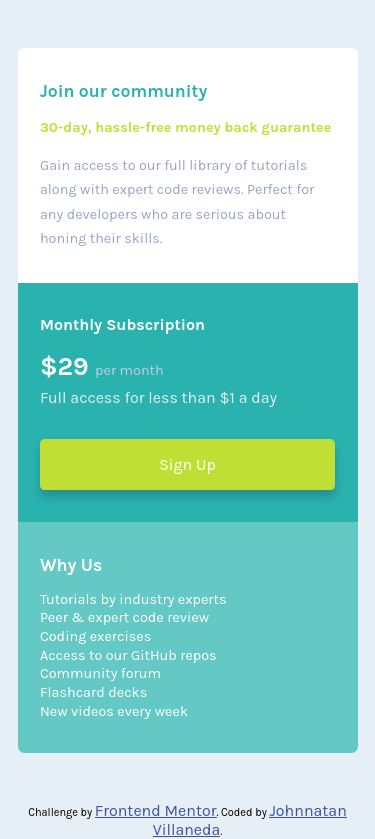 Join our community
30-day, hassle-free money back guarantee
Gain access to our full library of tutorials
along with expert code reviews. Perfect for
any developers who are serious about
honing their skills.
Monthly Subscription
$29 per month
Full access for less than $1 a day
Sign Up
Why Us
Tutorials by industry experts
Peer & expert code review
Coding exercises
Access to our GitHub repos
Community forum
Flashcard decks
New videos every week
Challenge by Frontend Mentor. Coded by Johnnatan
Villaneda.